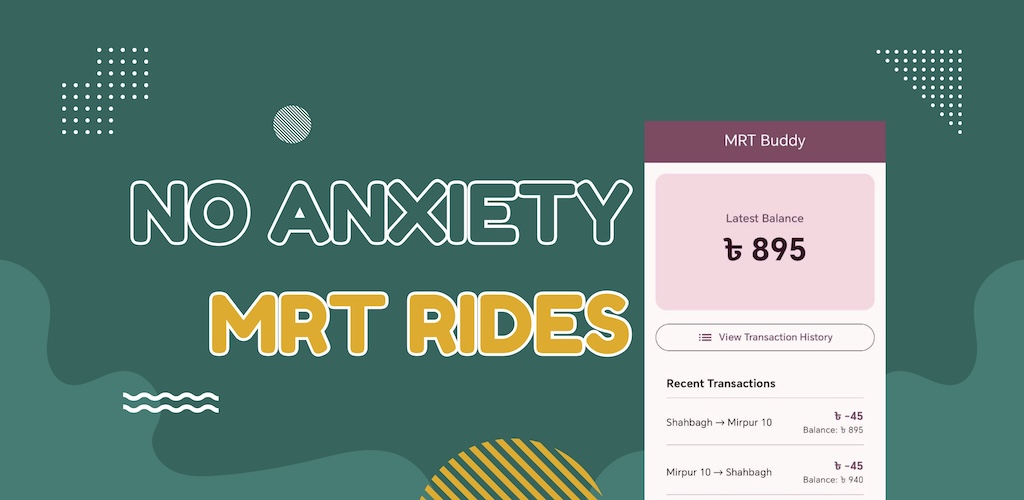 NO ANXIETY
MRT RIDES
MRT Buddy
Latest Balance
৳ 895
View Transaction History
Recent Transactions
Shahbagh → Mirpur 10
৳ -45
Balance: ৳ 895
Mirpur 10 → Shahbagh
৳ -45
Balance: ৳ 940